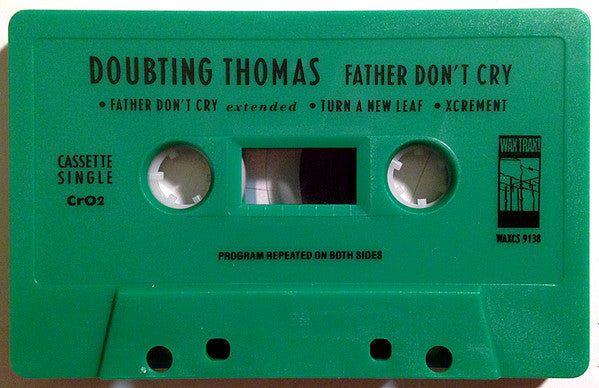 DOUBTING THOMAS FATHER DON'T CRY
• FATHER DON'T CRY extended • TURN A NEW LEAF • XCREMENT
CASSETTE
SINGLE
CrO2
WAX TRAX!
WAXCS 9138
PROGRAM REPEATED ON BOTH SIDES